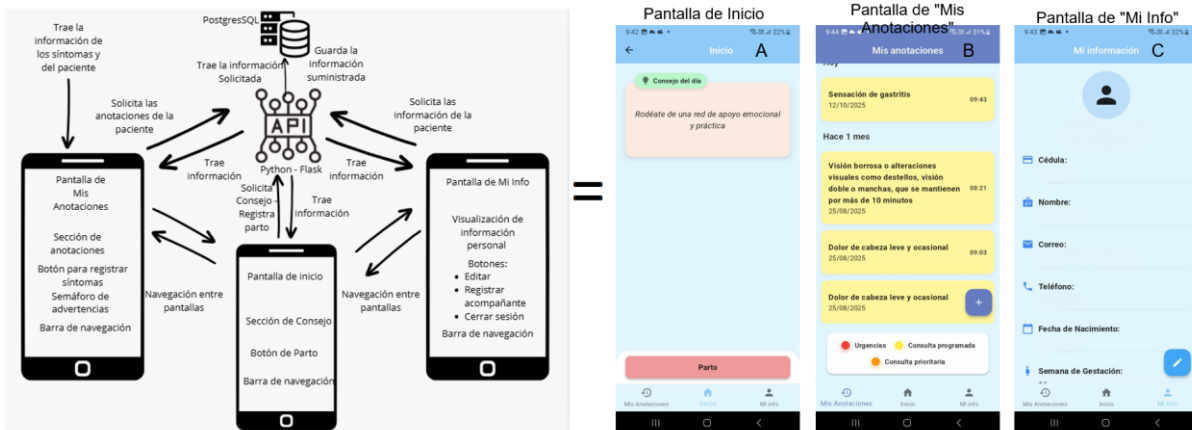 PostgresSQL
Trae la
información de
los síntomas y
del paciente
Trae la información
Solicitada
Guarda la
información
suministrada
Solicita las
anotaciones de la
paciente
Solicita las
información de la
paciente
API
Python - Flask
Trae
información
Trae
información
Solicita
Consejo -
Registra
parto
Trae
información
Pantalla de
Mis
Anotaciones
Sección de
anotaciones
Botón para registrar
síntomas
Semáforo de
advertencias
Barra de navegación
Navegación entre
pantallas
Pantalla de inicio
Sección de Consejo
Botón de Parto
Barra de navegación
Navegación entre
pantallas
Pantalla de Mi Info
Visualización de
información
personal
Botones:
• Editar
• Registrar
acompañante
• Cerrar sesión
Barra de navegación
=
Pantalla de Inicio
9:42
32%
Inicio
A
Consejo del día
Rodéate de una red de apoyo emocional
y práctica
Parto
Mis Anotaciones
Inicio
Mi info
Pantalla de "Mis
Anotaciones"
9:44
31%
Mis anotaciones
B
Hoy
Sensación de gastritis
12/10/2025
09:43
Hace 1 mes
Visión borrosa o alteraciones
visuales como destellos, visión
doble o manchas, que se mantienen
por más de 10 minutos
25/08/2025
08:21
Dolor de cabeza leve y ocasional
25/08/2025
09:03
Dolor de cabeza leve y ocasional
25/08/2025
+
Urgencias
Consulta programada
Consulta prioritaria
Mis Anotaciones
Inicio
Mi info
Pantalla de "Mi Info"
9:43
32%
Mi información
C
Cédula:
Nombre:
Correo:
Teléfono:
Fecha de Nacimiento:
Semana de Gestación:
Mis Anotaciones
Inicio
Mi info